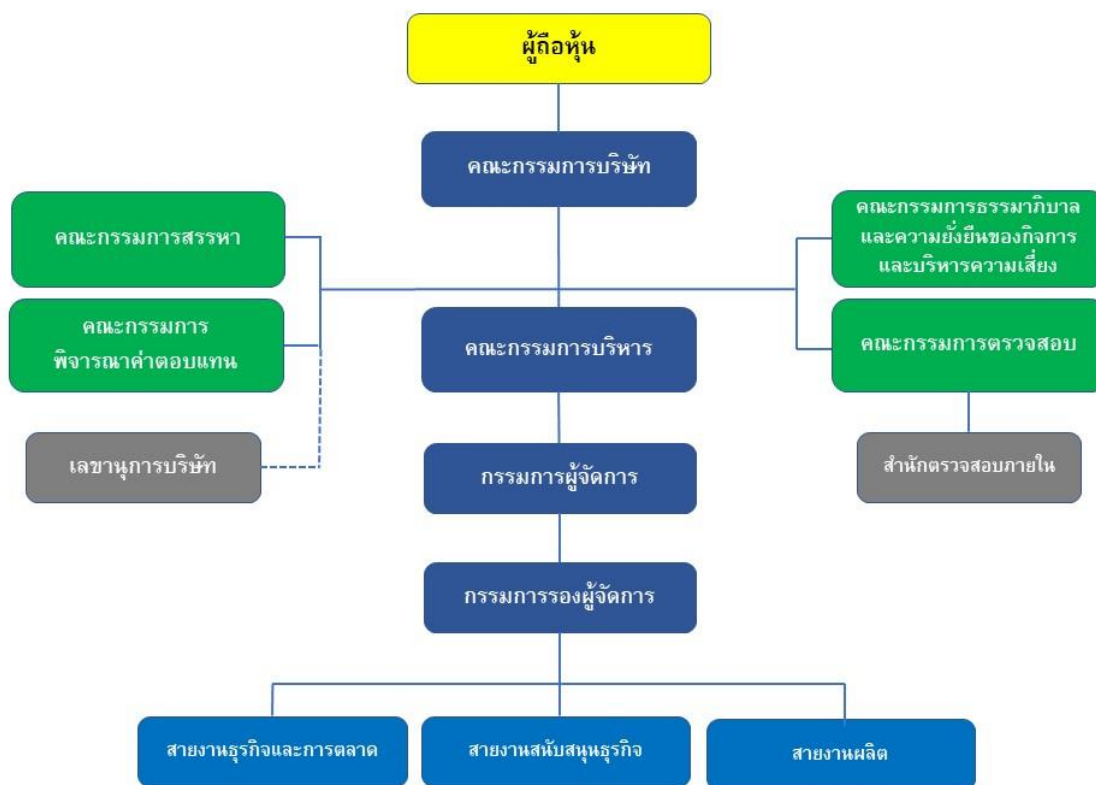 ผู้ถือหุ้น
คณะกรรมการบริษัท
คณะกรรมการสรรหา
คณะกรรมการธรรมาภิบาล
และความยั่งยืนของกิจการ
และบริหารความเสี่ยง
คณะกรรมการ
พิจารณาค่าตอบแทน
คณะกรรมการบริหาร
คณะกรรมการตรวจสอบ
เลขานุการบริษัท
กรรมการผู้จัดการ
สำนักตรวจสอบภายใน
กรรมการรองผู้จัดการ
สายงานธุรกิจและการตลาด
สายงานสนับสนุนธุรกิจ
สายงานผลิต